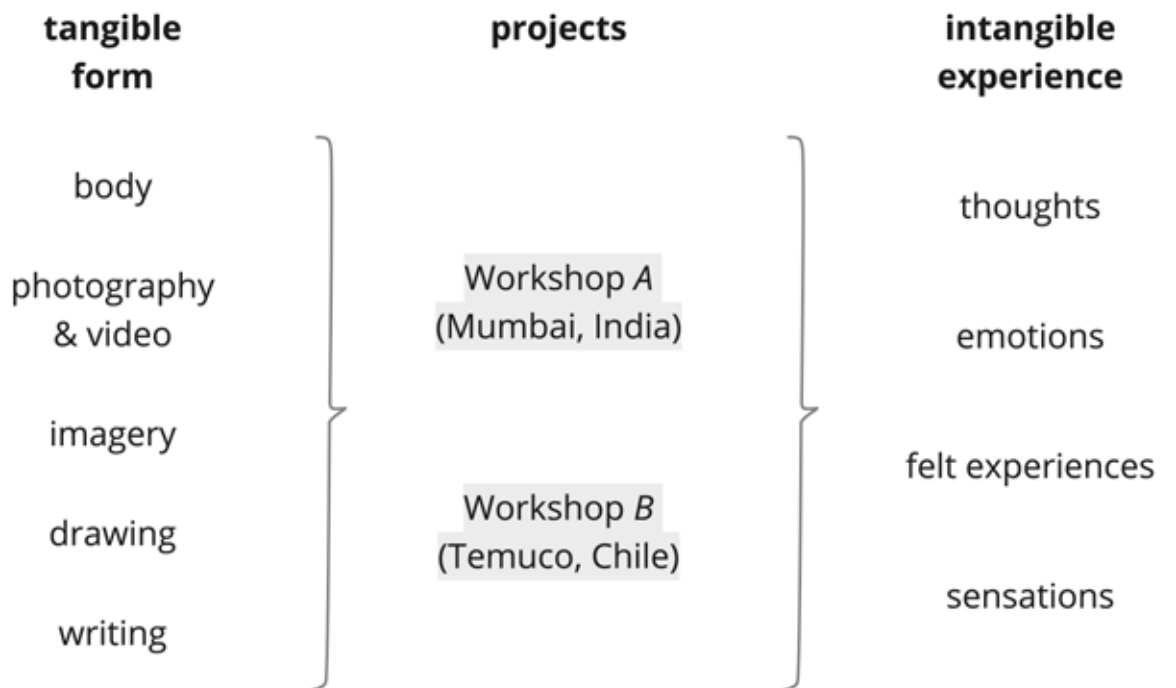 tangible
form
projects
intangible
experience
body
photography
& video
imagery
drawing
writing
Workshop A
(Mumbai, India)
Workshop B
(Temuco, Chile)
thoughts
emotions
felt experiences
sensations